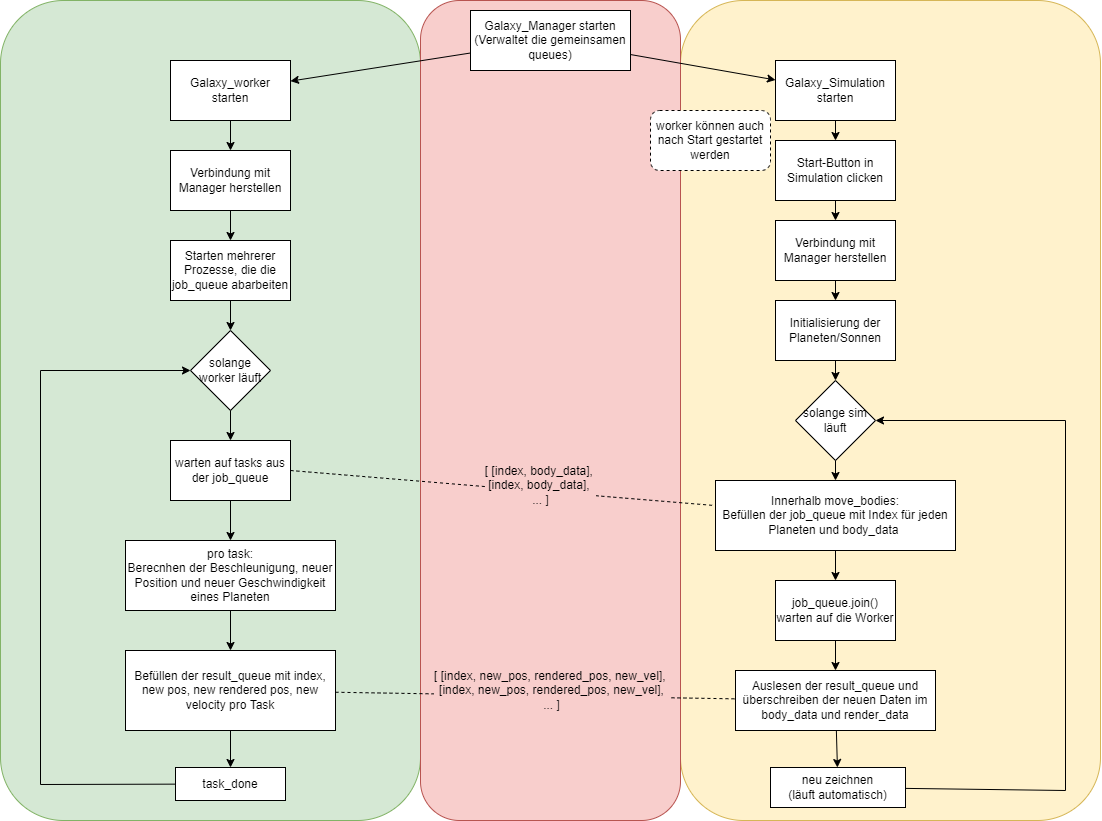 Galaxy_Manager starten
(Verwaltet die gemeinsamen
queues)
Galaxy_worker
starten
Verbindung mit
Manager herstellen
Starten mehrerer
Prozesse, die die
job_queue abarbeiten
solange
worker läuft
warten auf tasks aus
der job_queue
pro task:
Berecnhen der Beschleunigung, neuer
Position und neuer Geschwindigkeit
eines Planeten
Befüllen der result_queue mit index,
new pos, new rendered pos, new
velocity pro Task
task_done
[ [index, body_data],
[index, body_data],
... ]
[ [index, new_pos, rendered_pos, new_vel],
[index, new_pos, rendered_pos, new_vel],
... ]
Galaxy_Simulation
starten
worker können auch
nach Start gestartet
werden
Start-Button in
Simulation clicken
Verbindung mit
Manager herstellen
Initialisierung der
Planeten/Sonnen
solange sim
läuft
Innerhalb move_bodies:
Befüllen der job_queue mit Index für jeden
Planeten und body_data
job_queue.join()
warten auf die Worker
Auslesen der result_queue und
überschreiben der neuen Daten im
body_data und render_data
neu zeichnen
(läuft automatisch)